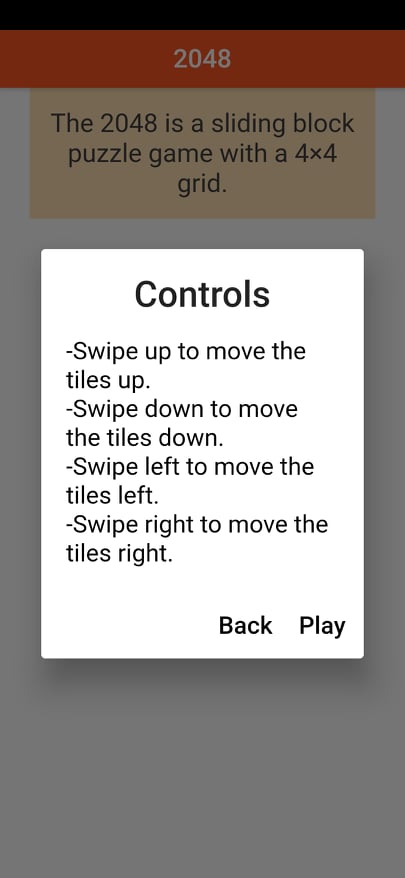 2048
The 2048 is a sliding block
puzzle game with a 4×4
grid.
Controls
-Swipe up to move the
tiles up.
-Swipe down to move
the tiles down.
-Swipe left to move the
tiles left.
-Swipe right to move the
tiles right.
Back Play